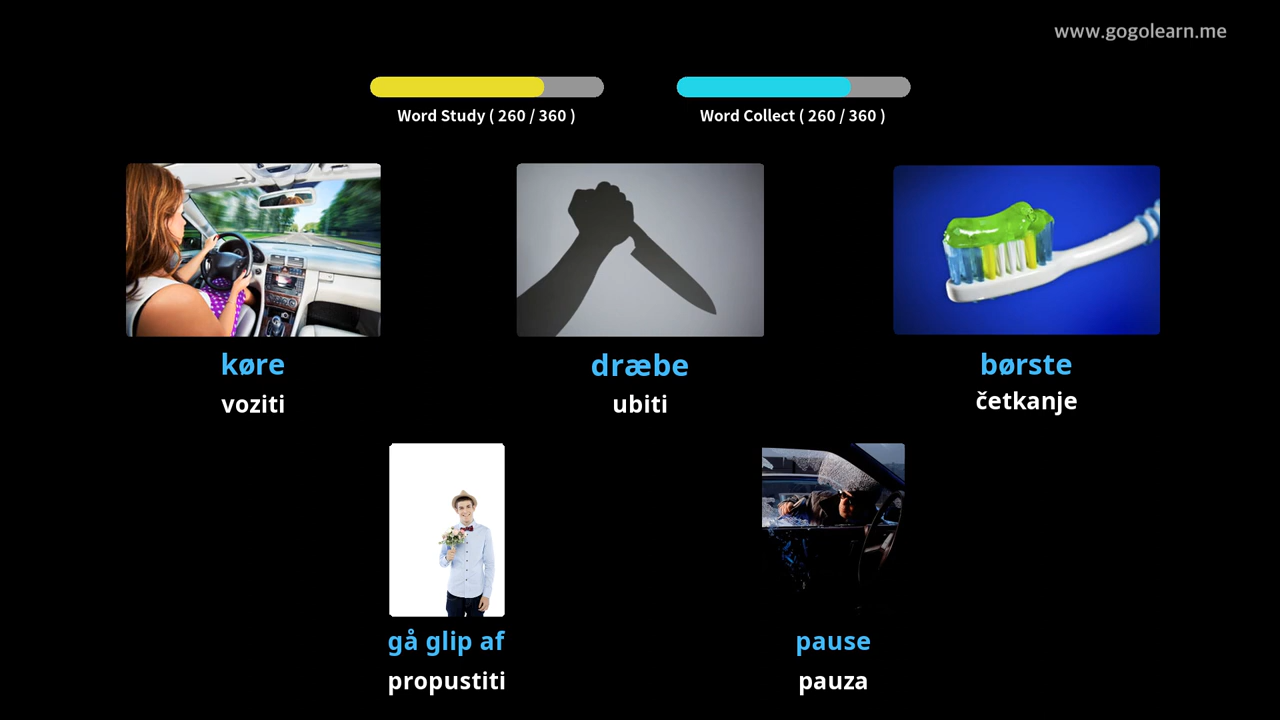 www.gogolearn.me
Word Study ( 260 / 360 )
Word Collect ( 260 / 360 )
køre
dræbe
børste
voziti
ubiti
četkanje
gå glip af
pause
propustiti
pauza